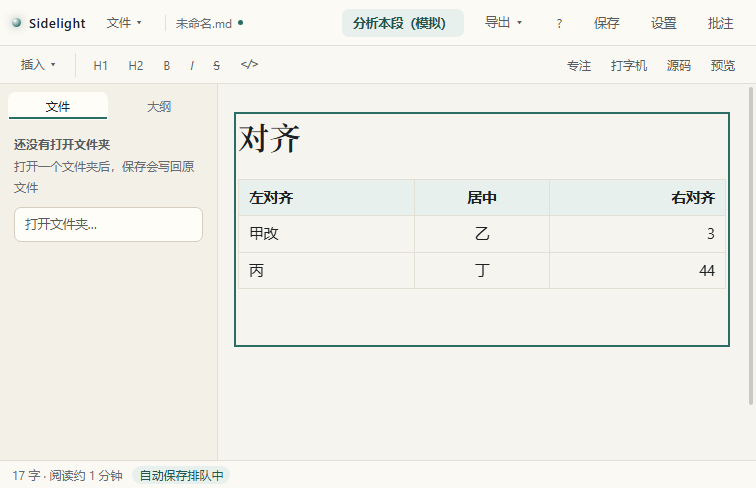 Sidelight 文件 未命名.md 分析本段（模拟） 导出 ? 保存 设置 批注
插入 H1 H2 B I S </> 专注 打字机 源码 预览
文件 大纲
还没有打开文件夹
打开一个文件夹后，保存会写回原
文件
打开文件夹...
对齐
左对齐 居中 右对齐
甲改 乙 3
丙 丁 44
17 字 · 阅读约 1 分钟 自动保存排队中